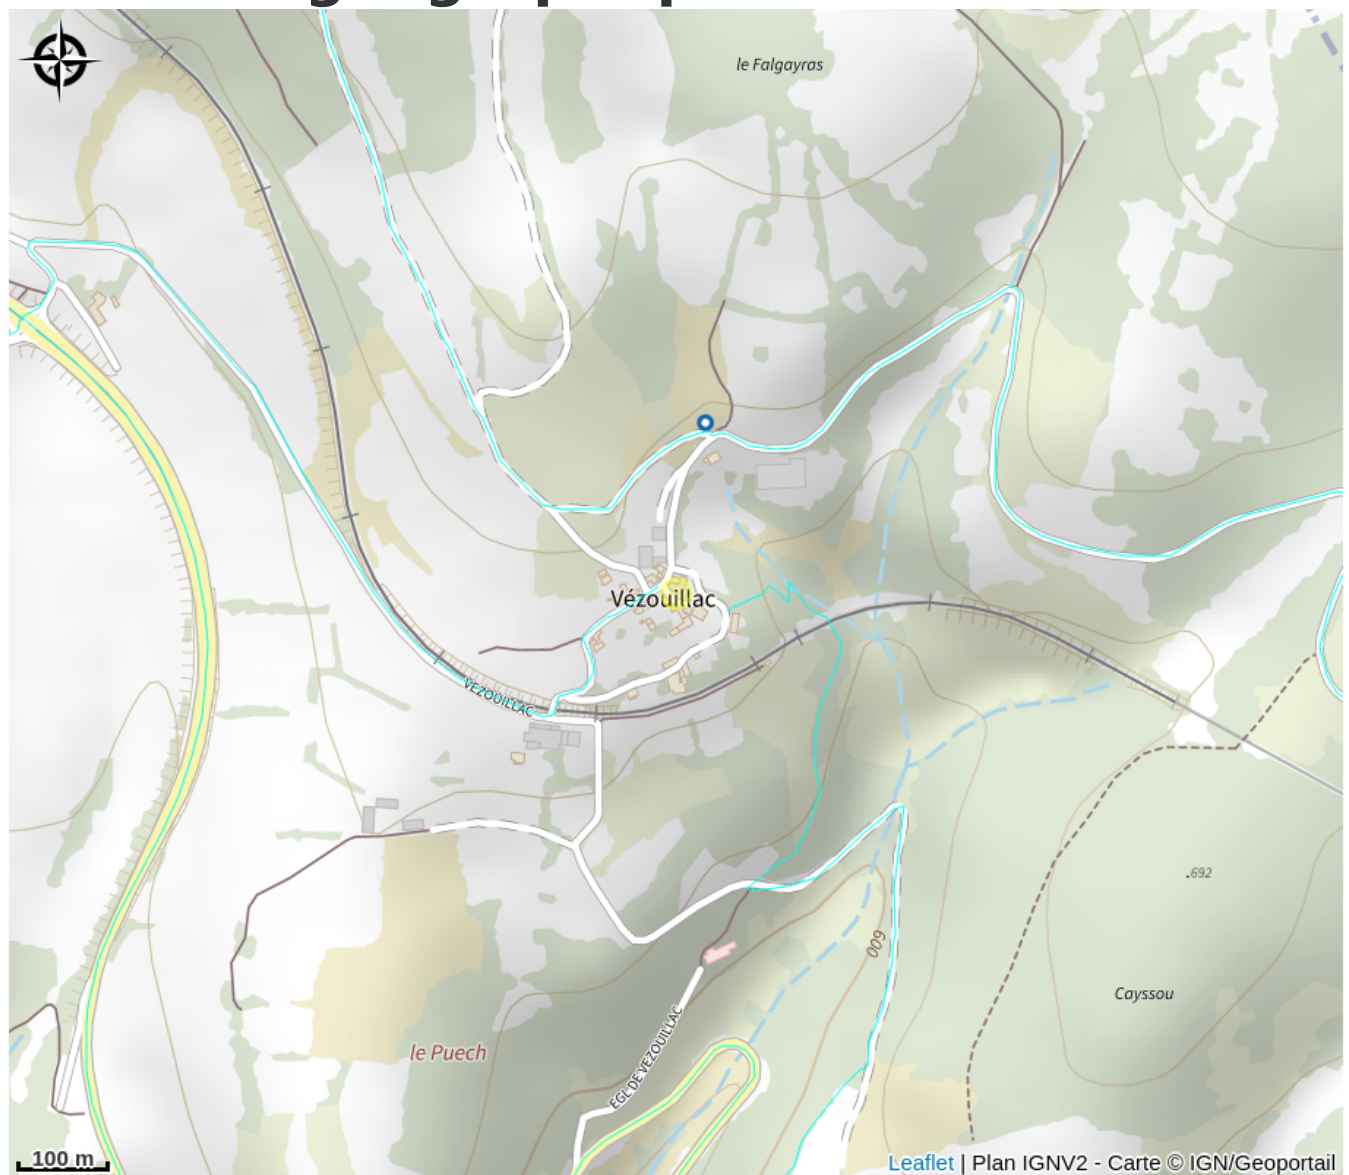 le Falgayras
Vézouillac
VEZOUILLAC
692
600
Cayssou
le Puech
EGL DE VEZOUILLAC
100 m
Leaflet | Plan IGNV2 - Carte © IGN/Geoportail